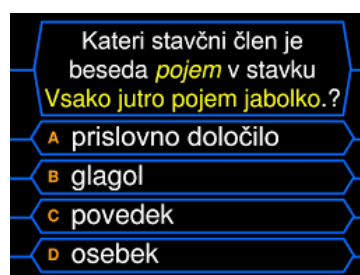 Kateri stavčni člen je
beseda pojem v stavku
Vsako jutro pojem jabolko.?
A prislovno določilo
B glagol
C povedek
D osebek